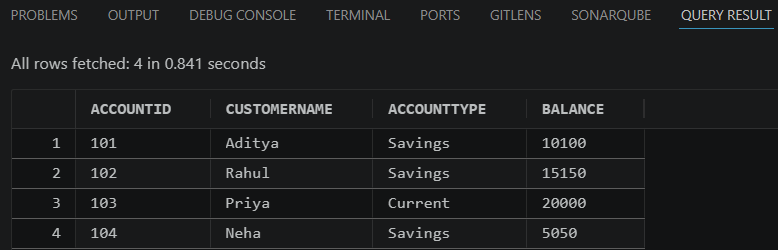 PROBLEMS OUTPUT DEBUG CONSOLE TERMINAL PORTS GITLENS SONARQUBE QUERY RESULT
All rows fetched: 4 in 0.841 seconds
ACCOUNTID CUSTOMERNAME ACCOUNTTYPE BALANCE
1 101 Aditya Savings 10100
2 102 Rahul Savings 15150
3 103 Priya Current 20000
4 104 Neha Savings 5050